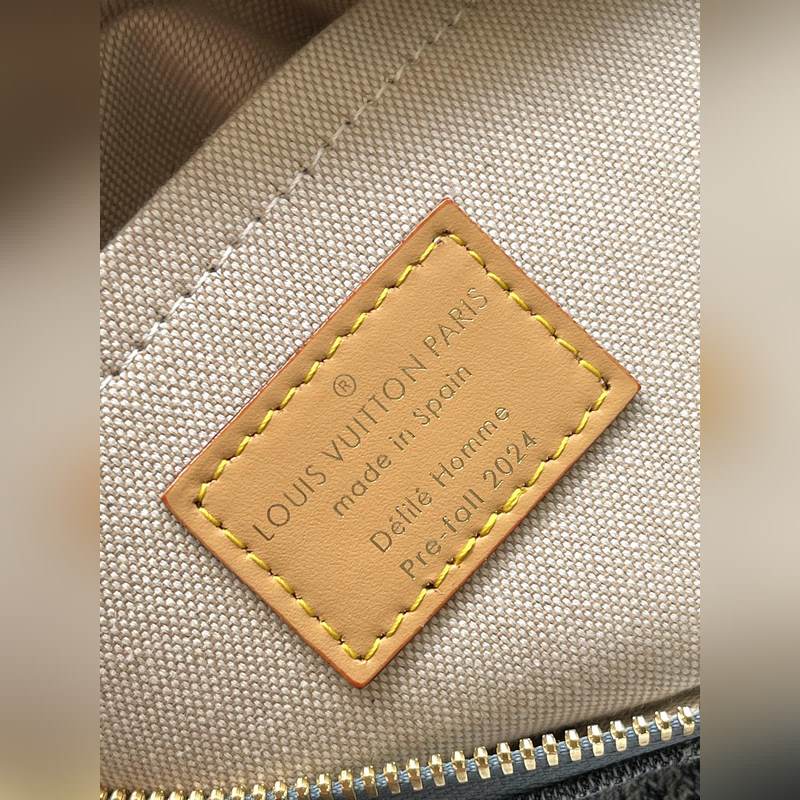 ®
LOUIS VUITTON PARIS
made in Spain
Défilé Homme
Pre-fall 2024